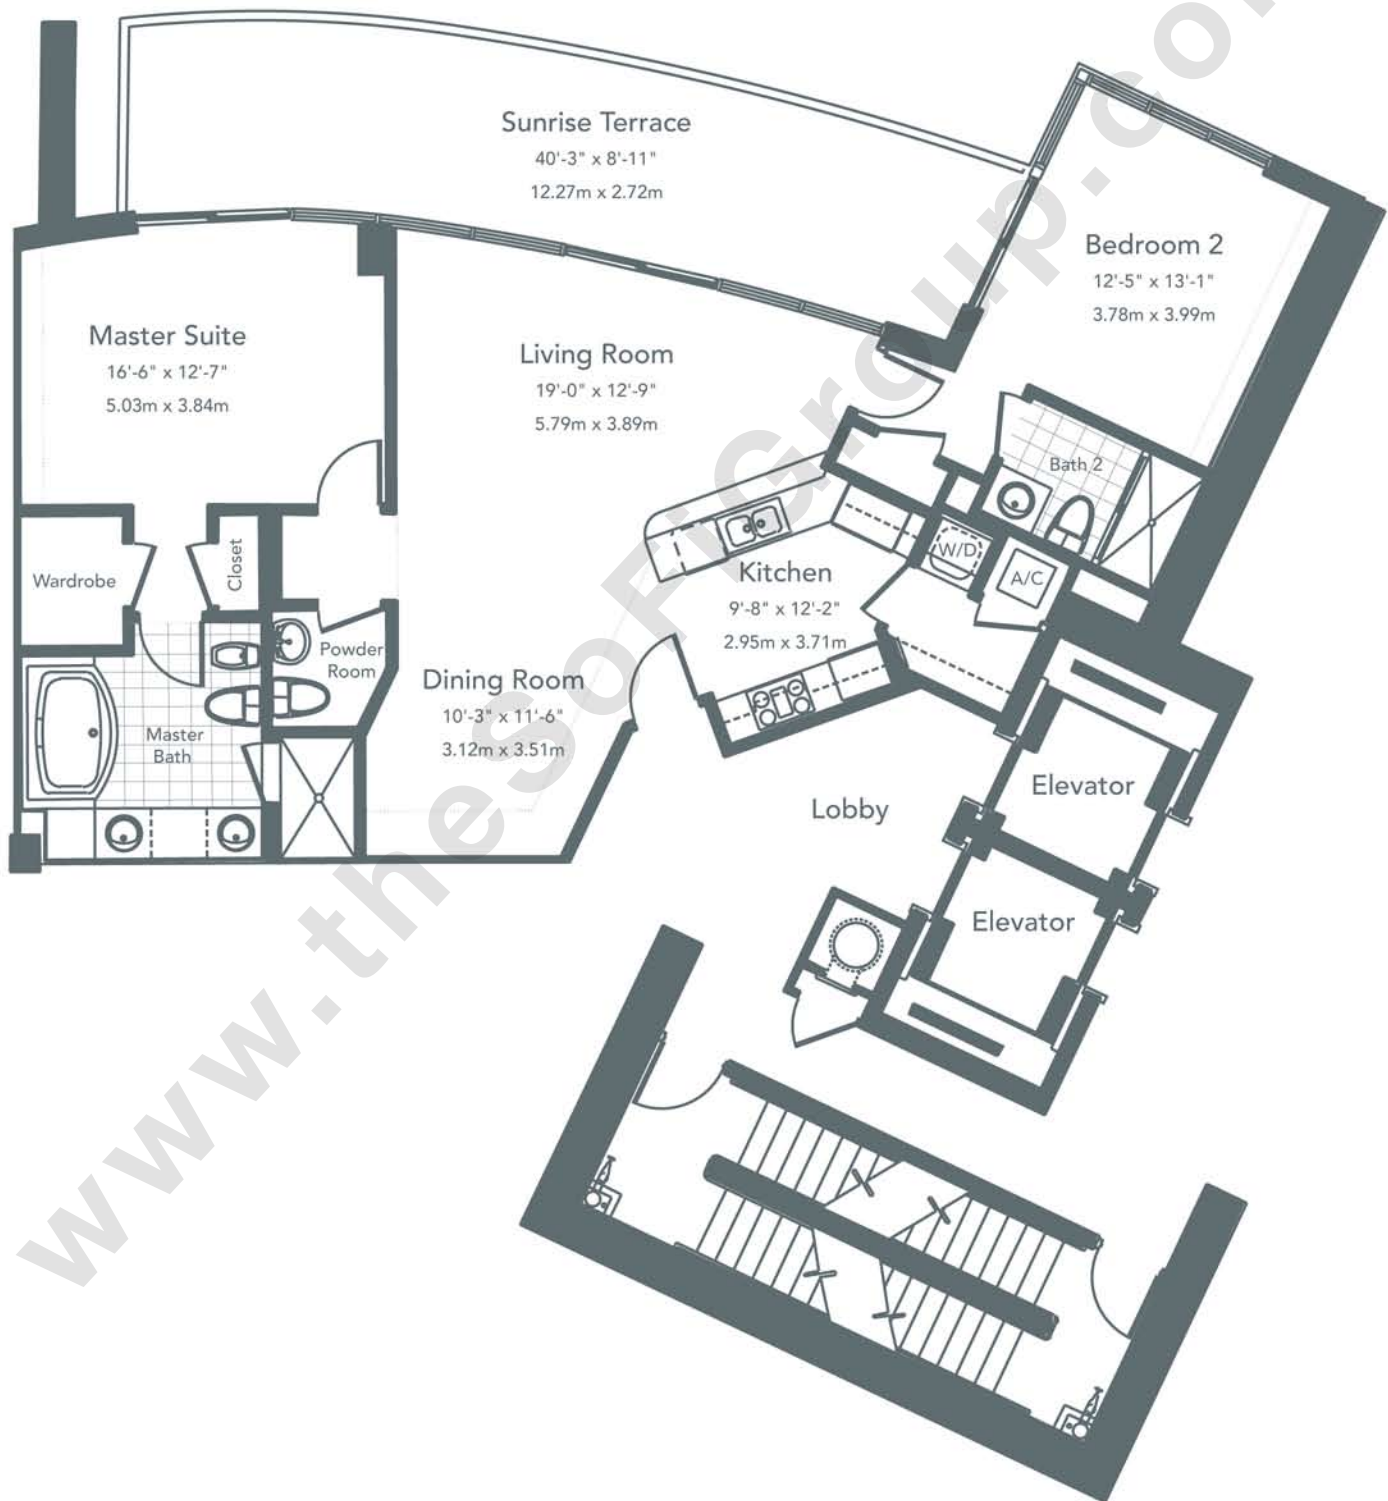 Sunrise Terrace
40'-3" x 8'-11"
12.27m x 2.72m
Bedroom 2
12'-5" x 13'-1"
3.78m x 3.99m
Master Suite
16'-6" x 12'-7"
5.03m x 3.84m
Living Room
19'-0" x 12'-9"
5.79m x 3.89m
Bath 2
Wardrobe
Closet
W/D
A/C
Kitchen
9'-8" x 12'-2"
2.95m x 3.71m
Powder
Room
Dining Room
10'-3" x 11'-6"
3.12m x 3.51m
Master
Bath
Lobby
Elevator
Elevator
www.theSoFiGroup.co